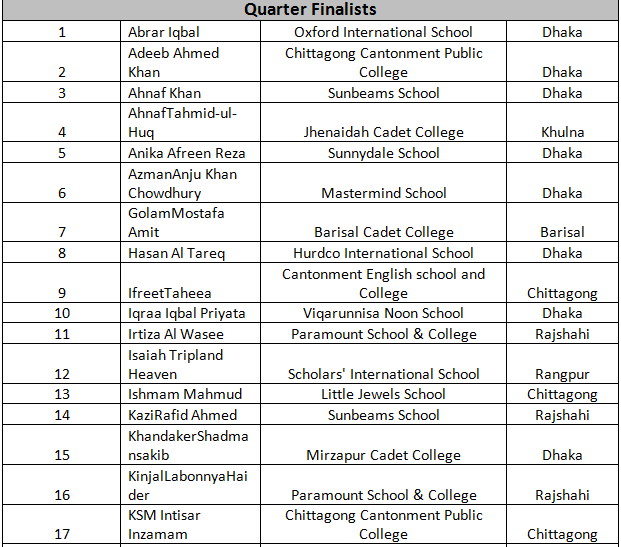 Quarter Finalists
1 Abrar Iqbal Oxford International School Dhaka
Adeeb Ahmed Chittagong Cantonment Public
2 Khan College Dhaka
3 Ahnaf Khan Sunbeams School Dhaka
AhnafTahmid-ul-
4 Huq Jhenaidah Cadet College Khulna
5 Anika Afreen Reza Sunnydale School Dhaka
AzmanAnju Khan
6 Chowdhury Mastermind School Dhaka
GolamMostafa
7 Amit Barisal Cadet College Barisal
8 Hasan Al Tareq Hurdco International School Dhaka
Cantonment English school and
9 IfreetTaheea College Chittagong
10 Iqraa Iqbal Priyata Viqarunnisa Noon School Dhaka
11 Irtiza Al Wasee Paramount School & College Rajshahi
Isaiah Tripland
12 Heaven Scholars' International School Rangpur
13 Ishmam Mahmud Little Jewels School Chittagong
14 KaziRafid Ahmed Sunbeams School Rajshahi
KhandakerShadma
15 nsakib Mirzapur Cadet College Dhaka
KinjalLabonnyaHai
16 der Paramount School & College Rajshahi
KSM Intisar Chittagong Cantonment Public
17 Inzamam College Chittagong